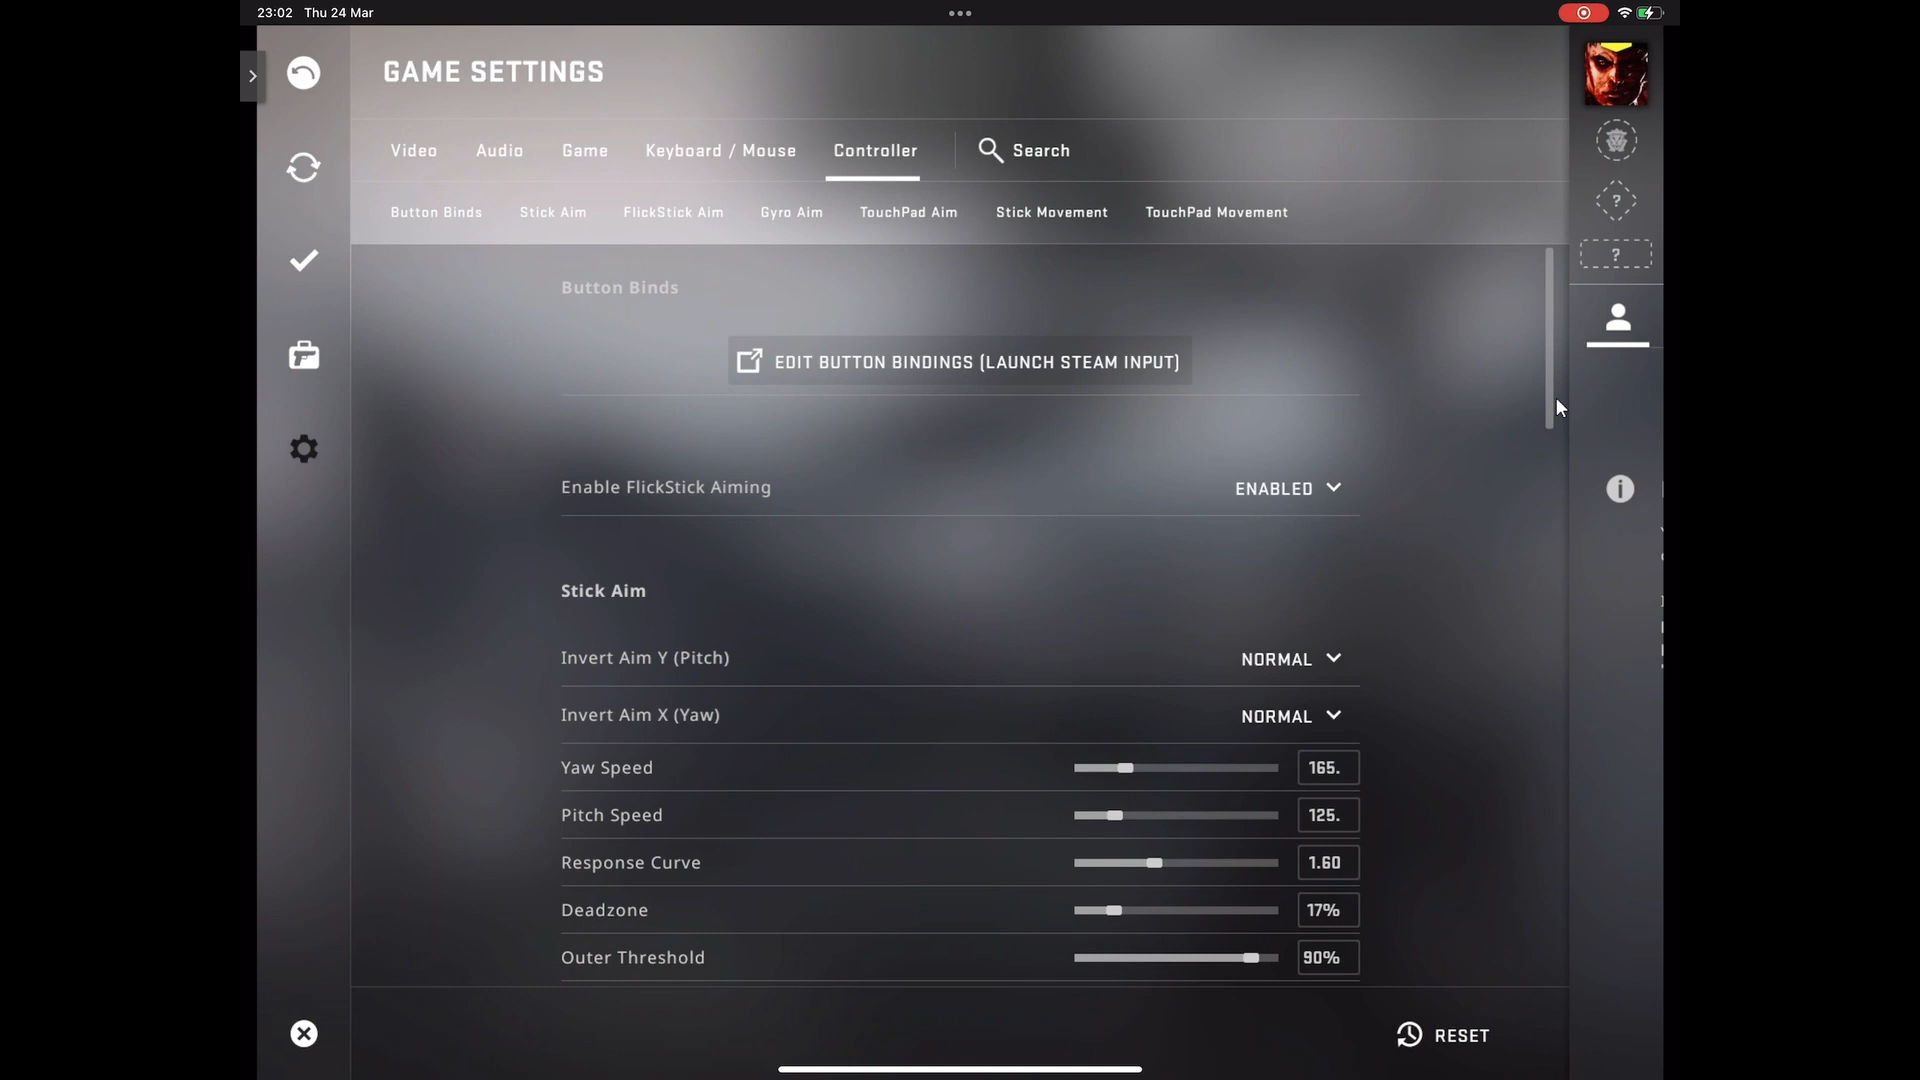 23:02 Thu 24 Mar
GAME SETTINGS
Video Audio Game Keyboard / Mouse Controller Search
Button Binds Stick Aim FlickStick Aim Gyro Aim TouchPad Aim Stick Movement TouchPad Movement
?
?
Button Binds
EDIT BUTTON BINDINGS (LAUNCH STEAM INPUT)
Enable FlickStick Aiming ENABLED
Stick Aim
Invert Aim Y (Pitch) NORMAL
Invert Aim X (Yaw) NORMAL
Yaw Speed 165.
Pitch Speed 125.
Response Curve 1.60
Deadzone 17%
Outer Threshold 90%
RESET